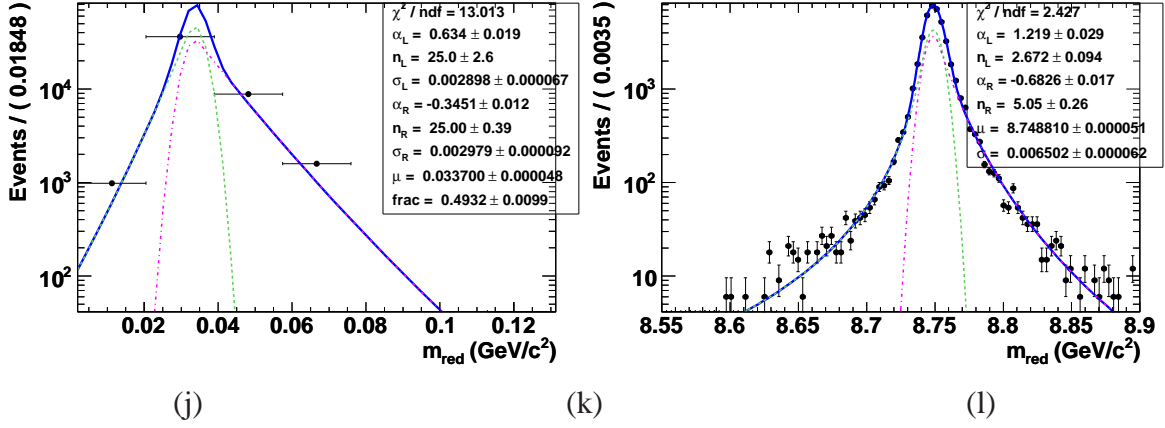 Events / ( 0.01848 )
10⁴
10³
10²
0.02 0.04 0.06 0.08 0.1 0.12
m_red (GeV/c²)
χ² / ndf = 13.013
α_L = 0.634 ± 0.019
n_L = 25.0 ± 2.6
σ_L = 0.002898 ± 0.000067
α_R = -0.3451 ± 0.012
n_R = 25.00 ± 0.39
σ_R = 0.002979 ± 0.000092
μ = 0.033700 ± 0.000048
frac = 0.4932 ± 0.0099
Events / ( 0.0035 )
10³
10²
10
8.55 8.6 8.65 8.7 8.75 8.8 8.85 8.9
m_red (GeV/c²)
χ² / ndf = 2.427
α_L = 1.219 ± 0.029
n_L = 2.672 ± 0.094
α_R = -0.6826 ± 0.017
n_R = 5.05 ± 0.26
μ = 8.748810 ± 0.000051
σ = 0.006502 ± 0.000062
(j) (k) (l)